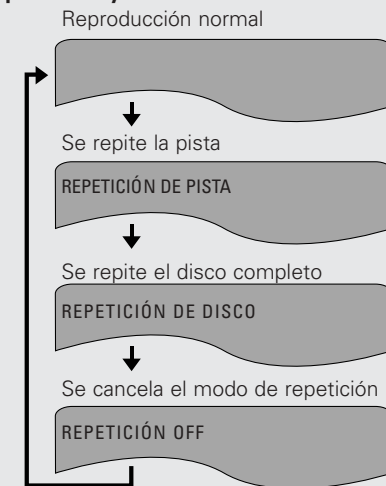 Reproducción normal
Se repite la pista
REPETICIÓN DE PISTA
Se repite el disco completo
REPETICIÓN DE DISCO
Se cancela el modo de repetición
REPETICIÓN OFF